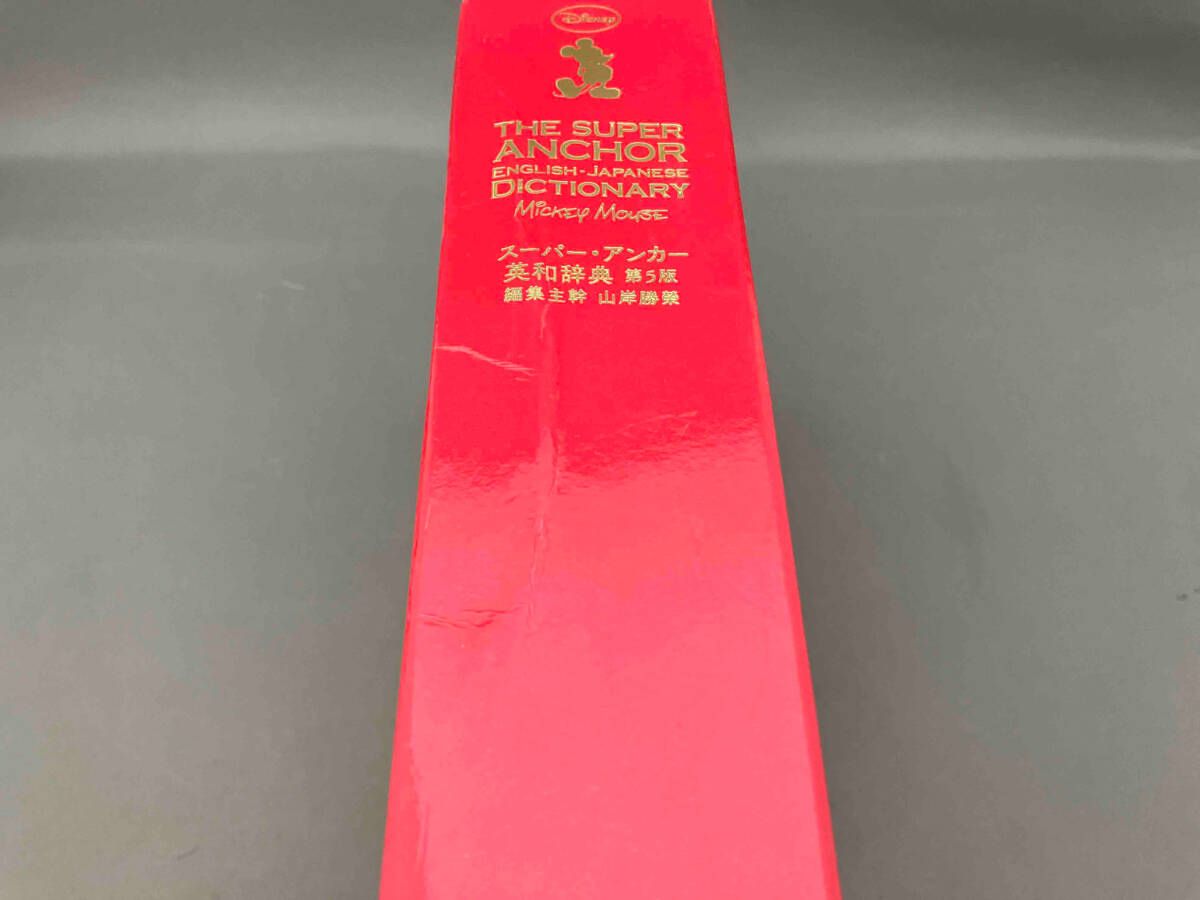 Disney
THE SUPER
ANCHOR
ENGLISH-JAPANESE
DICTIONARY
Mickey Mouse
スーパー・アンカー
英和辞典 第5版
編集主幹 山岸勝榮